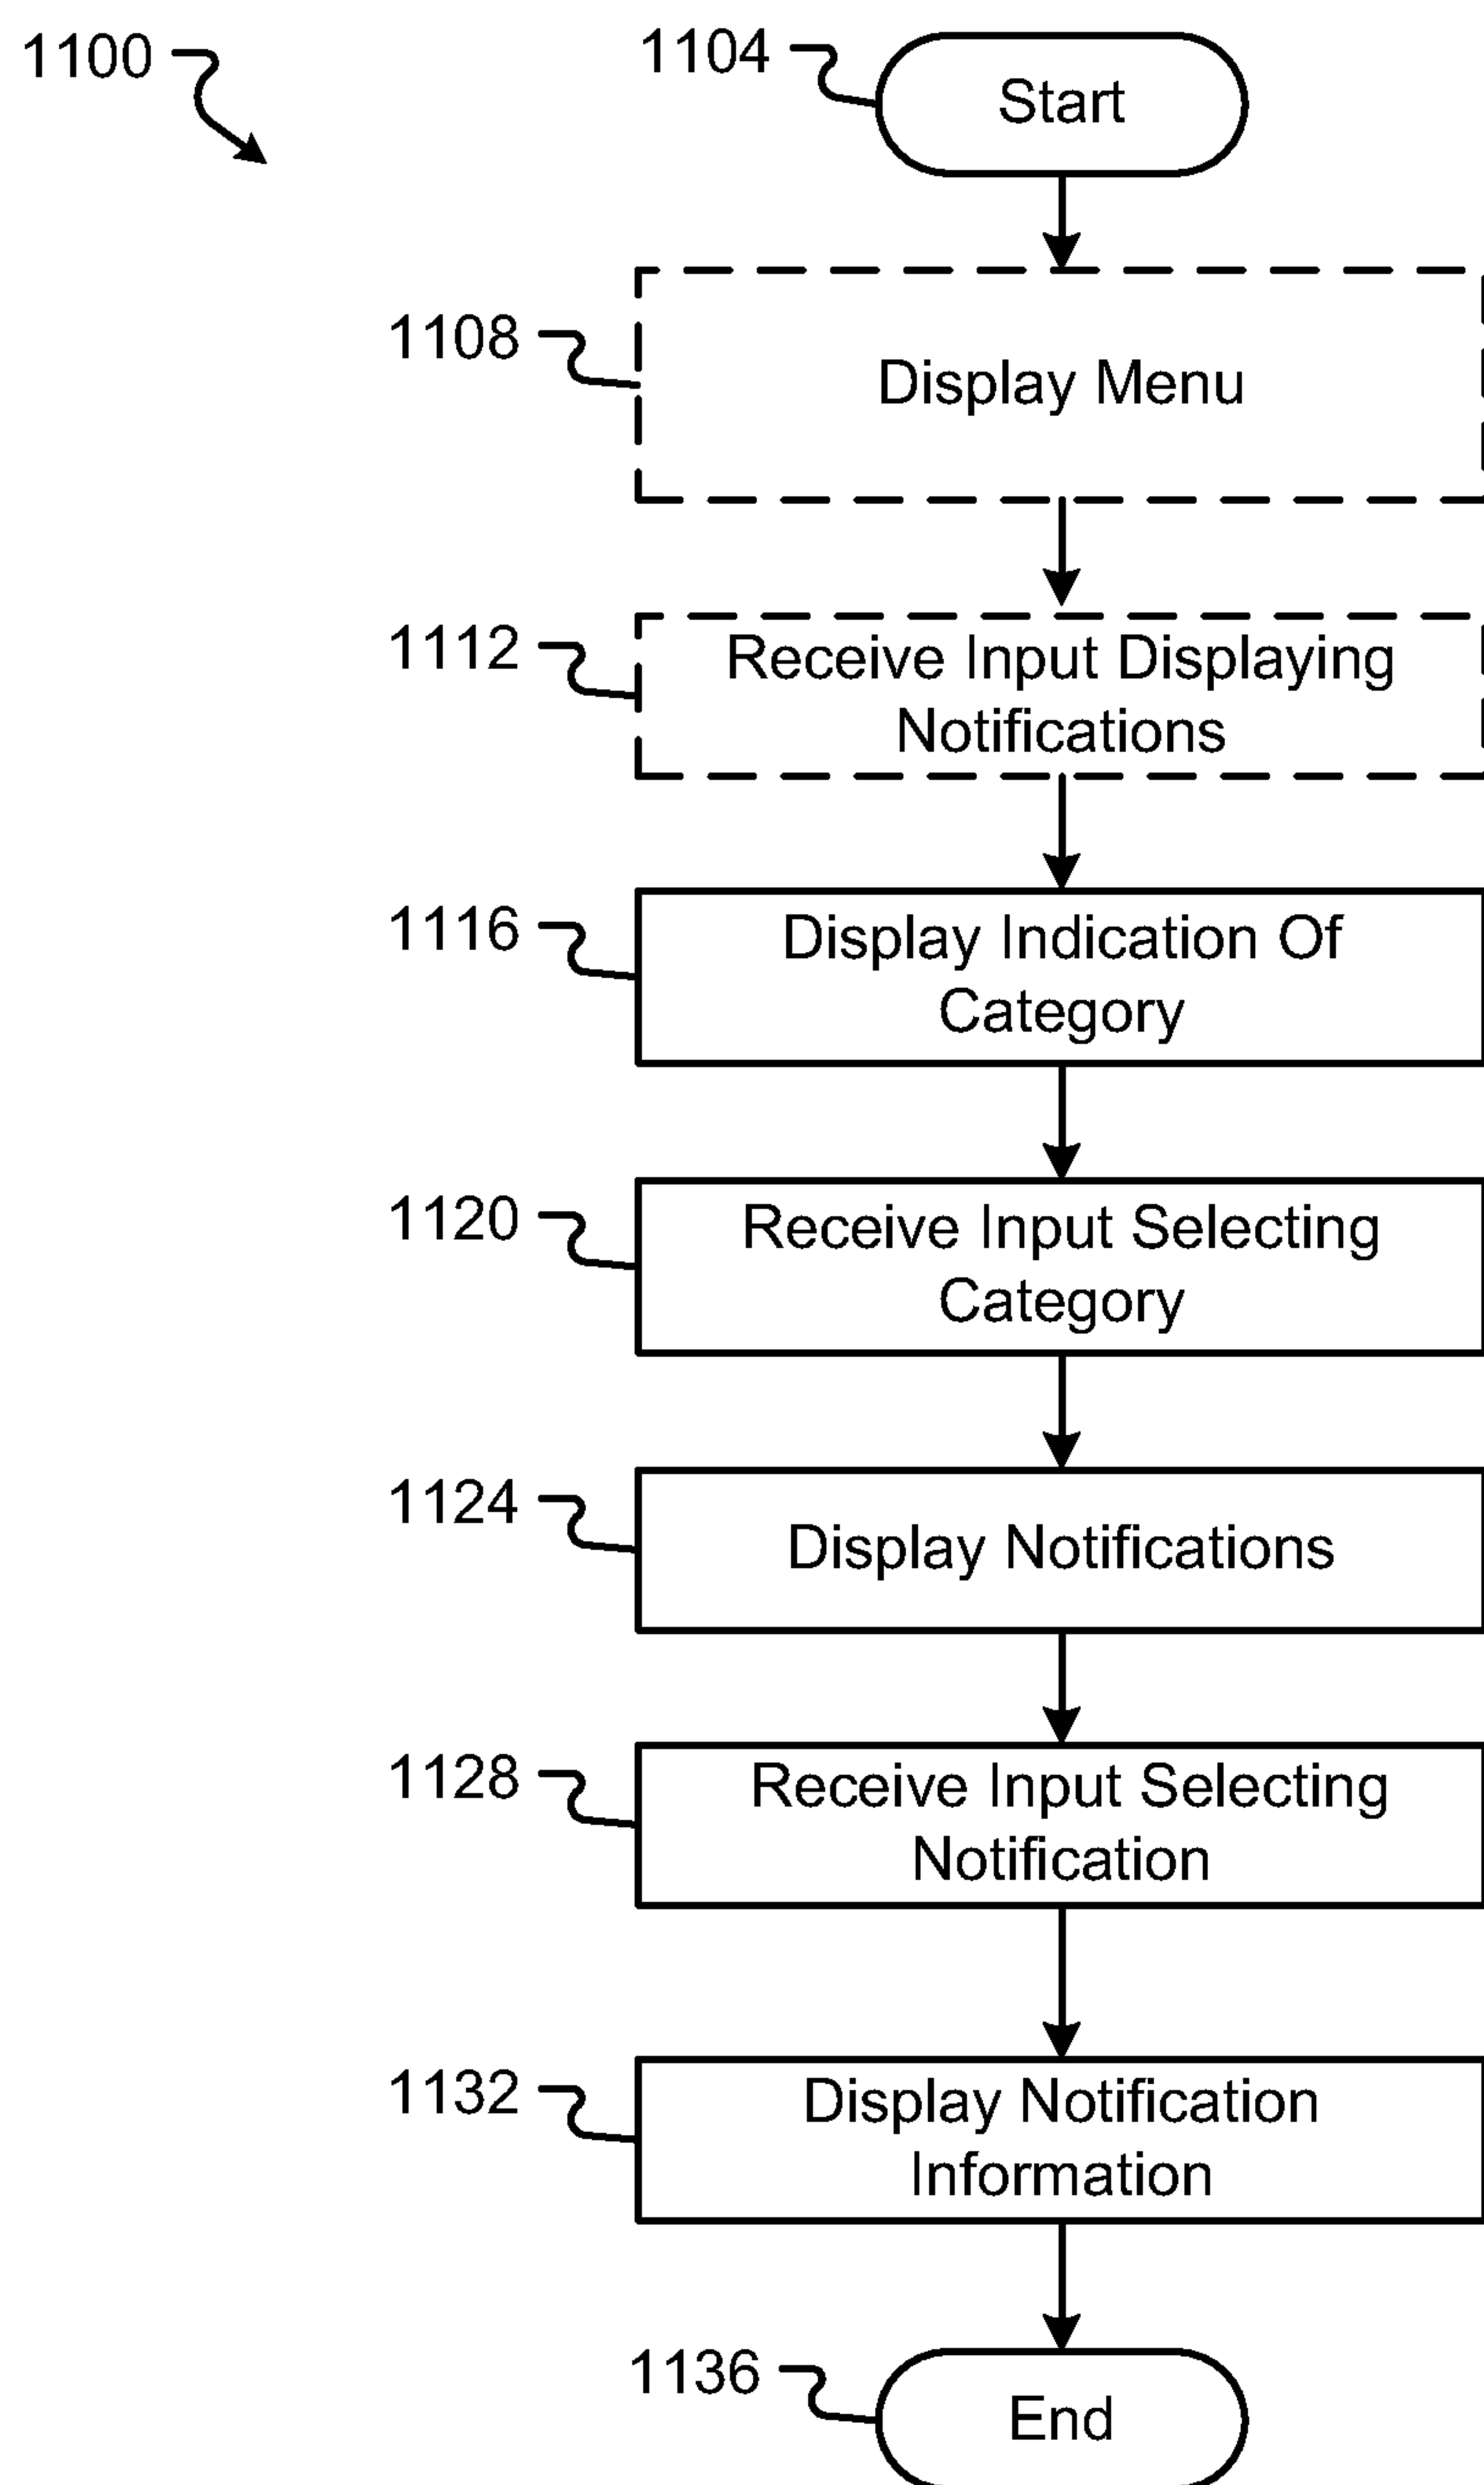 1100
1104
Start
1108
Display Menu
1112
Receive Input Displaying
Notifications
1116
Display Indication Of
Category
1120
Receive Input Selecting
Category
1124
Display Notifications
1128
Receive Input Selecting
Notification
1132
Display Notification
Information
1136
End